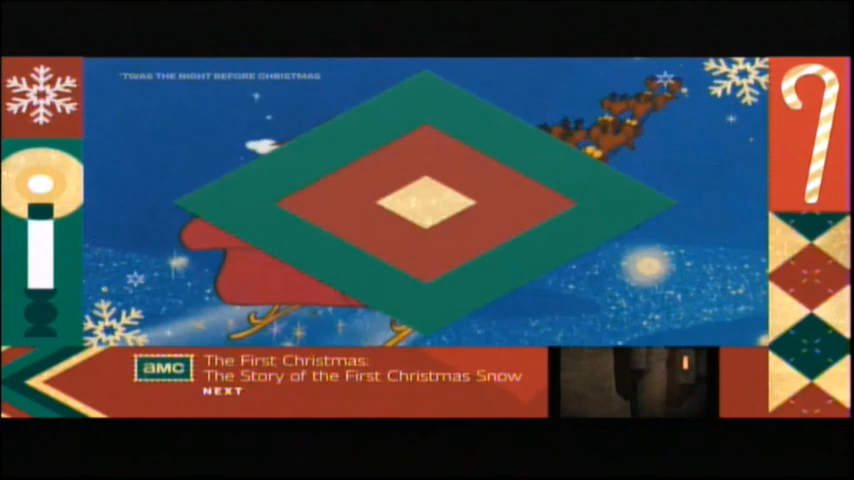 'TWAS THE NIGHT BEFORE CHRISTMAS
aMC
The First Christmas:
The Story of the First Christmas Snow
NEXT